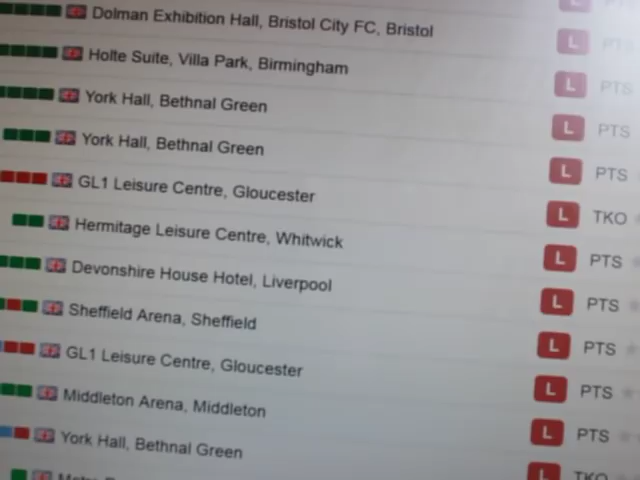 L PTS
Dolman Exhibition Hall, Bristol City FC, Bristol L PTS
Holte Suite, Villa Park, Birmingham L PTS
York Hall, Bethnal Green L PTS
York Hall, Bethnal Green L PTS
GL1 Leisure Centre, Gloucester L TKO
Hermitage Leisure Centre, Whitwick L PTS
Devonshire House Hotel, Liverpool L PTS
Sheffield Arena, Sheffield L PTS
GL1 Leisure Centre, Gloucester L PTS
Middleton Arena, Middleton L PTS
York Hall, Bethnal Green L TKO